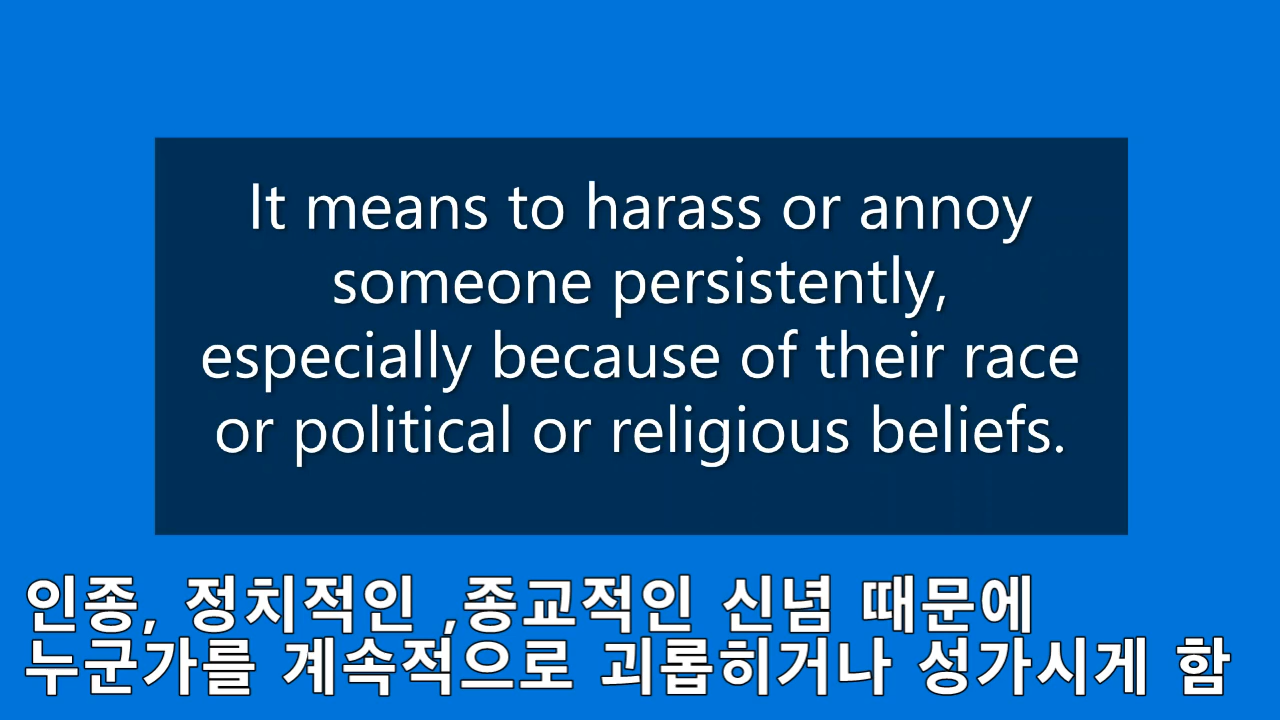 It means to harass or annoy
someone persistently,
especially because of their race
or political or religious beliefs.
인종, 정치적인 ,종교적인 신념 때문에
누군가를 계속적으로 괴롭히거나 성가시게 함